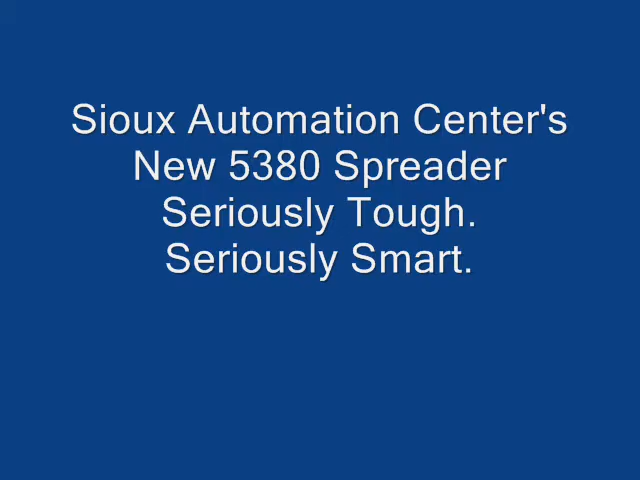 Sioux Automation Center's
New 5380 Spreader
Seriously Tough.
Seriously Smart.